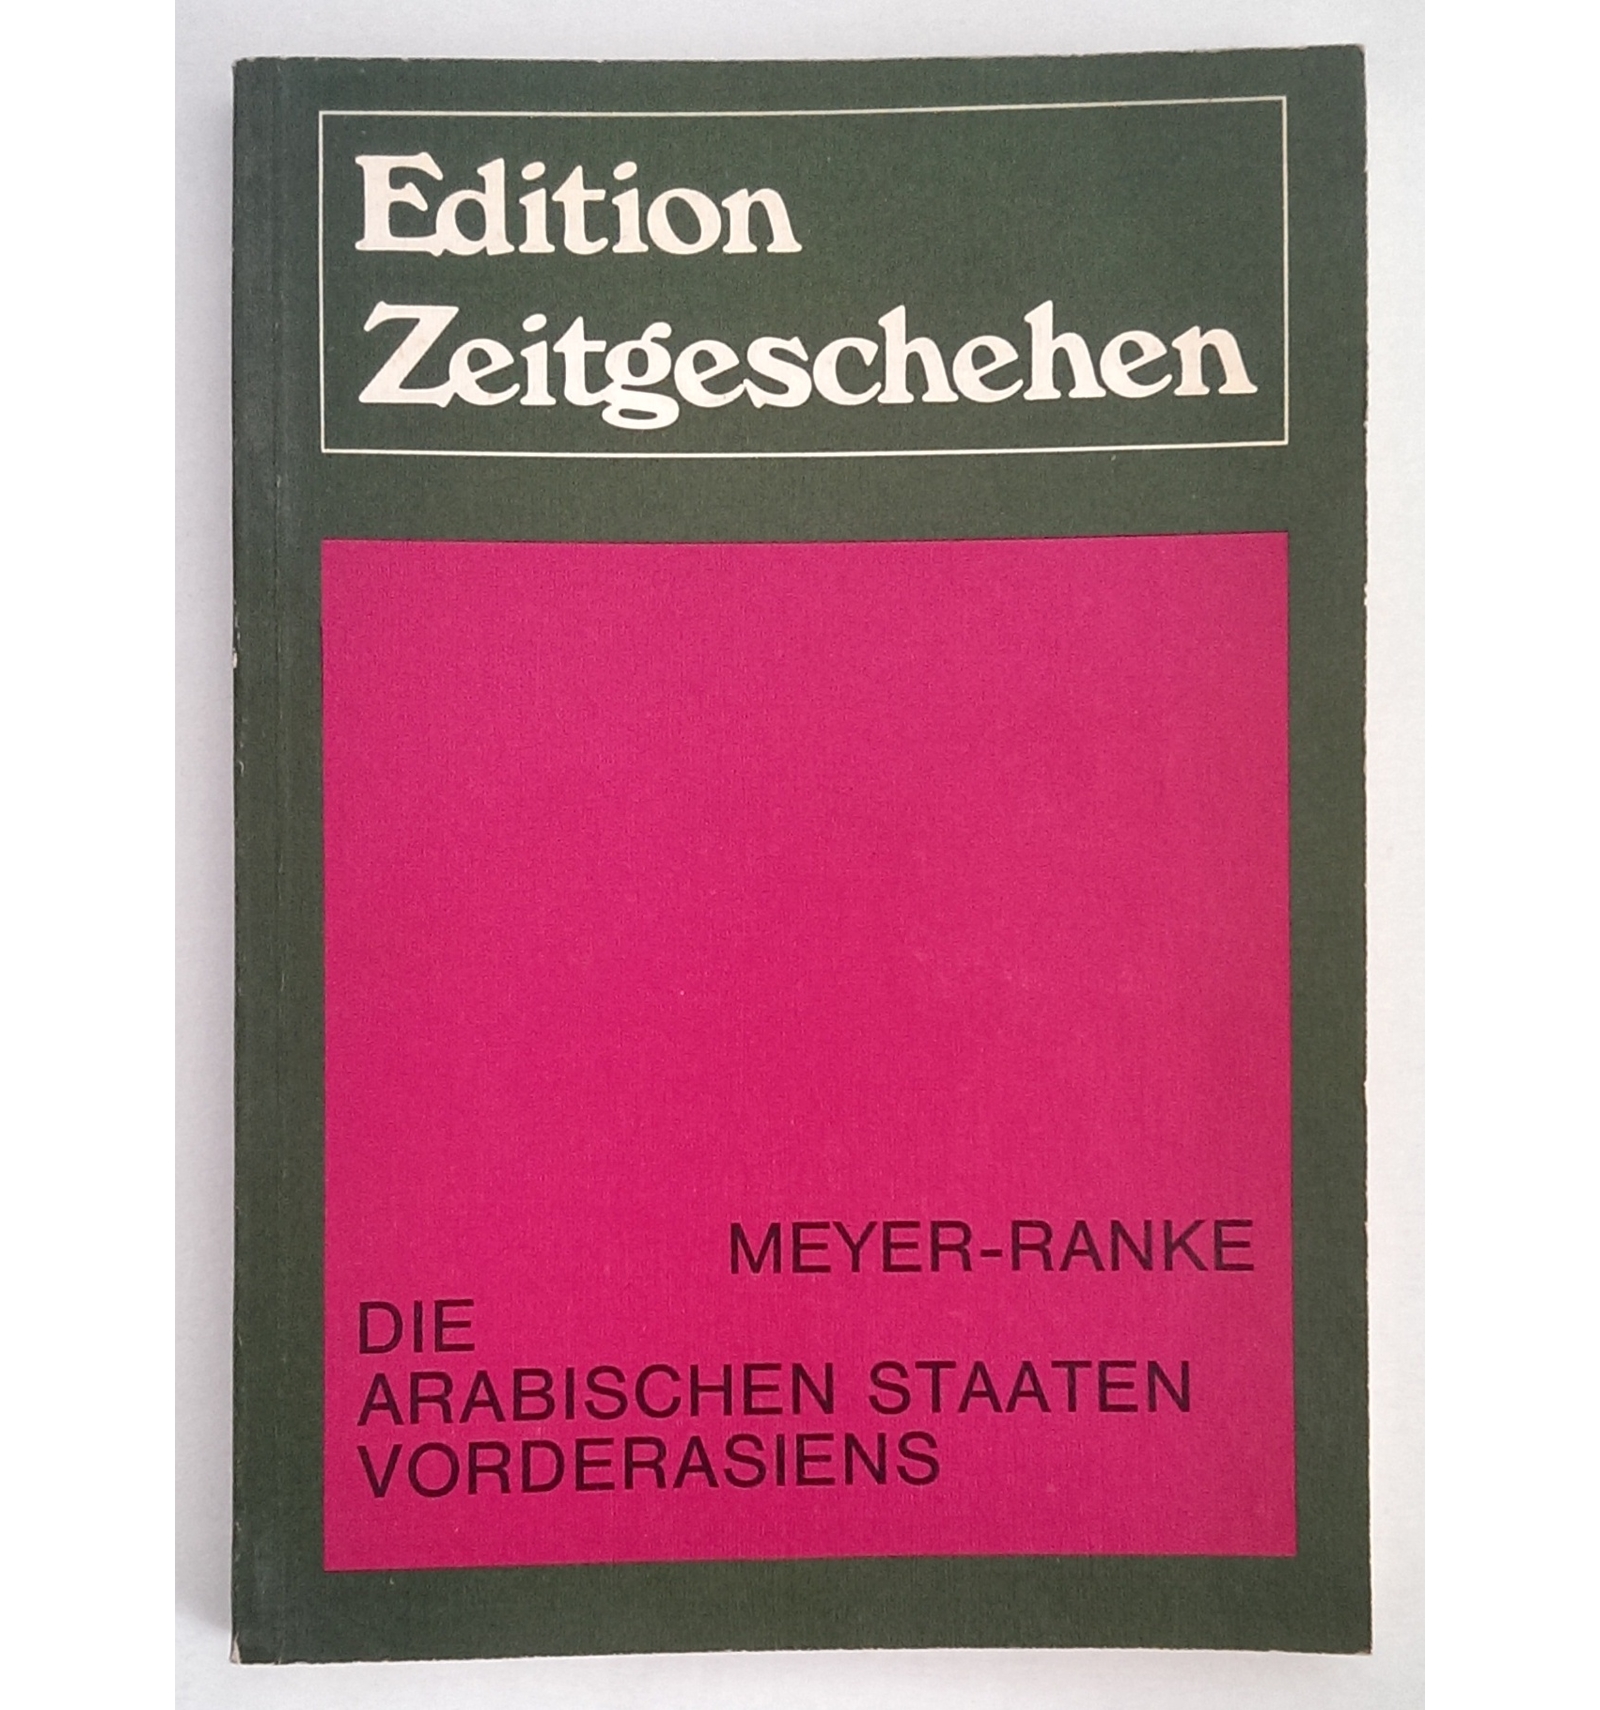 Edition
Zeitgeschehen
MEYER-RANKE
DIE
ARABISCHEN STAATEN
VORDERASIENS